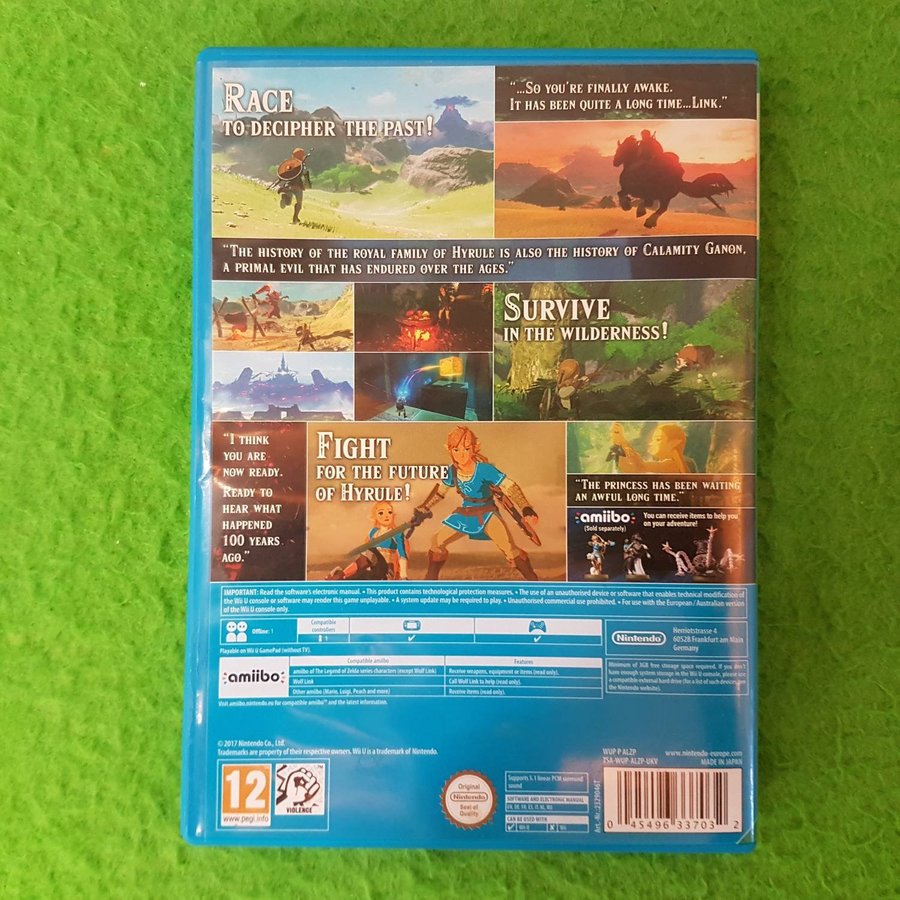 RACE
TO DECIPHER THE PAST!
"...SO YOU'RE FINALLY AWAKE.
IT HAS BEEN QUITE A LONG TIME...LINK."
"THE HISTORY OF THE ROYAL FAMILY OF HYRULE IS ALSO THE HISTORY OF CALAMITY GANON,
A PRIMAL EVIL THAT HAS ENDURED OVER THE AGES."
SURVIVE
IN THE WILDERNESS!
"I THINK
YOU ARE
NOW READY.
READY TO
HEAR WHAT
HAPPENED
100 YEARS
AGO."
FIGHT
FOR THE FUTURE
OF HYRULE!
"THE PRINCESS HAS BEEN WAITING
AN AWFUL LONG TIME."
amiibo
(Sold separately)
You can receive items to help you
on your adventure!
IMPORTANT: Read the software's electronic manual. • This product contains technological protection measures. • The use of an unauthorised device or software that enables technical modification of
the Wii U console or software may render this game unplayable. • A system update may be required to play. • Unauthorised commercial use prohibited. • For use with the European / Australian version
of the Wii U console only.
Offline: 1
Compatible
controllers
1
Playable on Wii U GamePad (without TV).
Nintendo
Herriotstrasse 4
60528 Frankfurt am Main
Germany
amiibo
Compatible amiibo
Features
amiibo of The Legend of Zelda series characters (except Wolf Link)
Receive weapons, equipment or items (read only).
Wolf Link
Call Wolf Link to help (read only).
Other amiibo (Mario, Luigi, Peach and more)
Receive items (read only).
Visit amiibo.nintendo.eu for compatible amiibo™ and the latest information.
Minimum of 3GB free storage space required. If you don't
have enough system storage in the Wii U console, please use a
compatible external hard drive (for a list of such devices, see
the Nintendo website).
© 2017 Nintendo Co., Ltd.
Trademarks are property of their respective owners. Wii U is a trademark of Nintendo.
WUP P ALZP
ZSA-WUP-ALZP-UKV
www.nintendo-europe.com
MADE IN JAPAN
12
www.pegi.info
VIOLENCE
Original
Nintendo
Seal of
Quality
Supports 5.1 linear PCM surround
sound
SOFTWARE AND ELECTRONIC MANUAL
CAN BE USED WITH
Wii U
Wii
Art.-Nr.: 2329046T
0 45496 33703 2